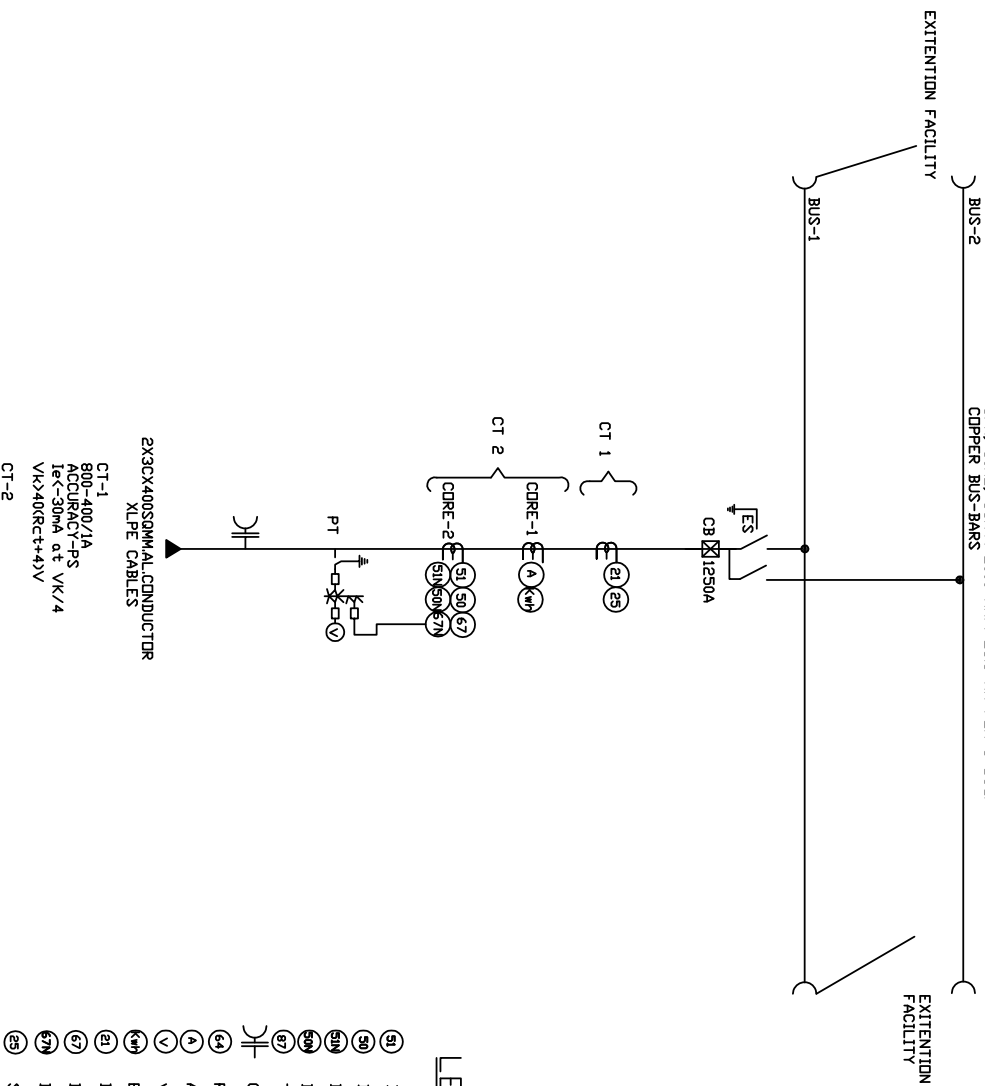 EXITENTION FACILITY
BUS-2
BUS-1
COPPER BUS-BARS
EXITENTION
FACILITY
ES
CB
1250A
CT 1
21
25
CT 2
CORE-1
A
Kwh
CORE-2
51
50
67
51N
50N
67N
PT
V
2X3CX400SQMM.AL.CONDUCTOR
XLPE CABLES
CT-1
800-400/1A
ACCURACY-PS
Ie<-30mA at VK/4
Vk>40(Rct+4)V
CT-2
LE
51
50
51N
50N
87
64
A
V
Kwh
21
67
67N
25